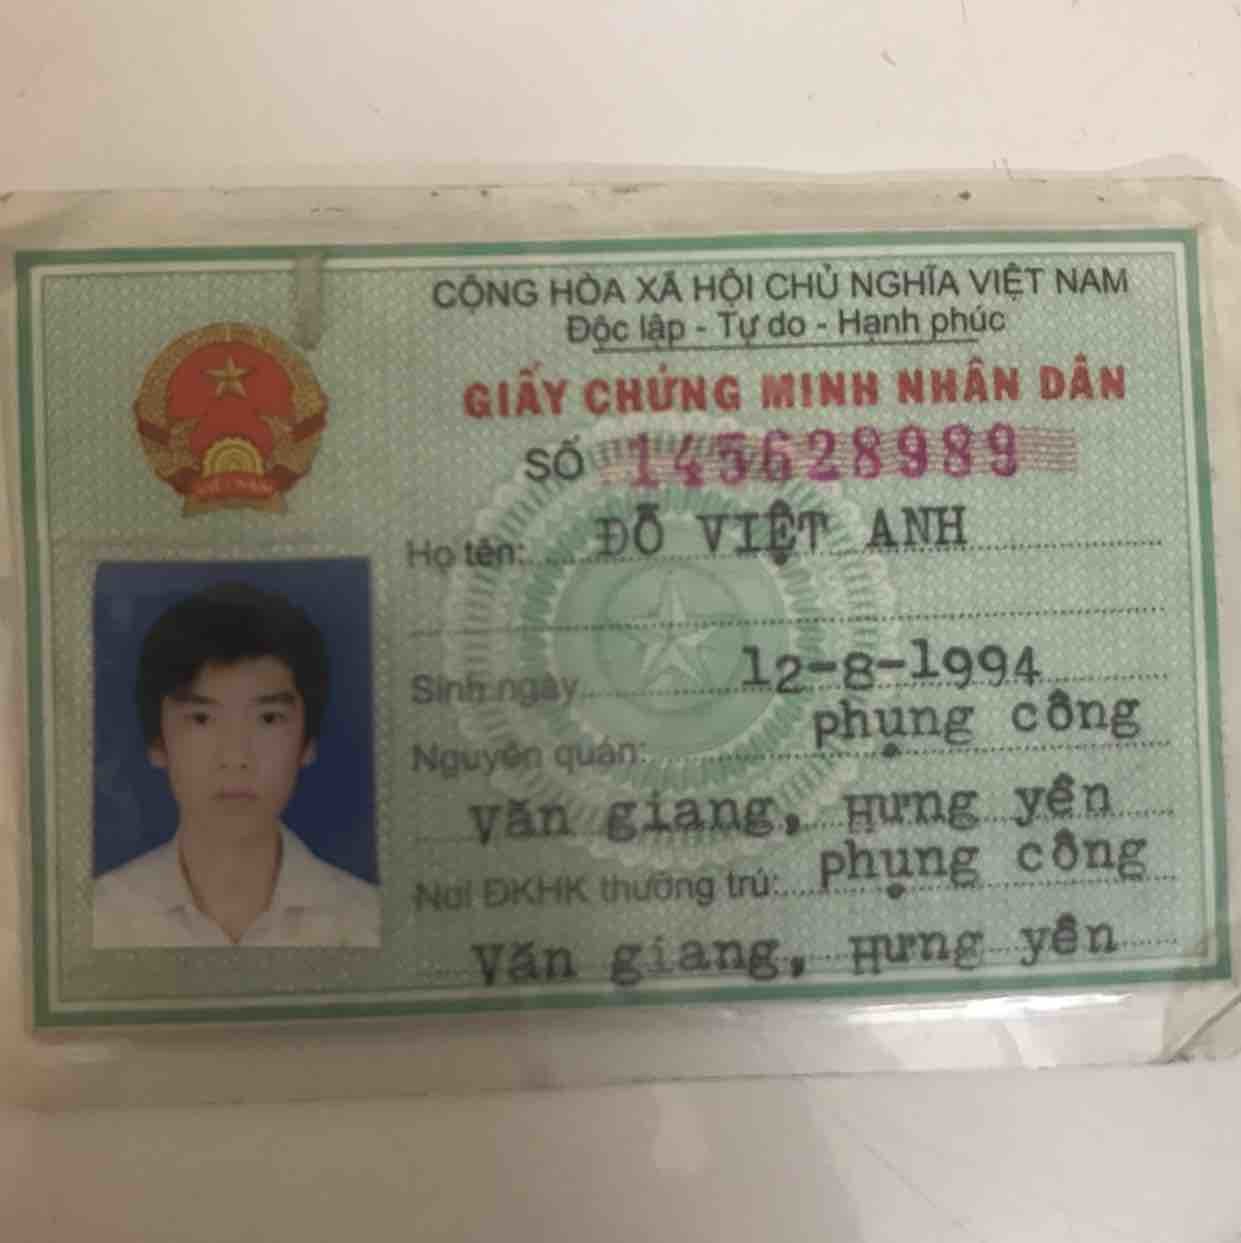 CỘNG HÒA XÃ HỘI CHỦ NGHĨA VIỆT NAM
Độc lập - Tự do - Hạnh phúc
GIẤY CHỨNG MINH NHÂN DÂN
SỐ 145628989
Họ tên: ĐỖ VIỆT ANH
Sinh ngày 12-8-1994
Nguyên quán: phụng công
Văn giang, Hưng yên
Nơi ĐKHK thường trú: phụng công
Văn giang, Hưng yên
VIỆT NAM